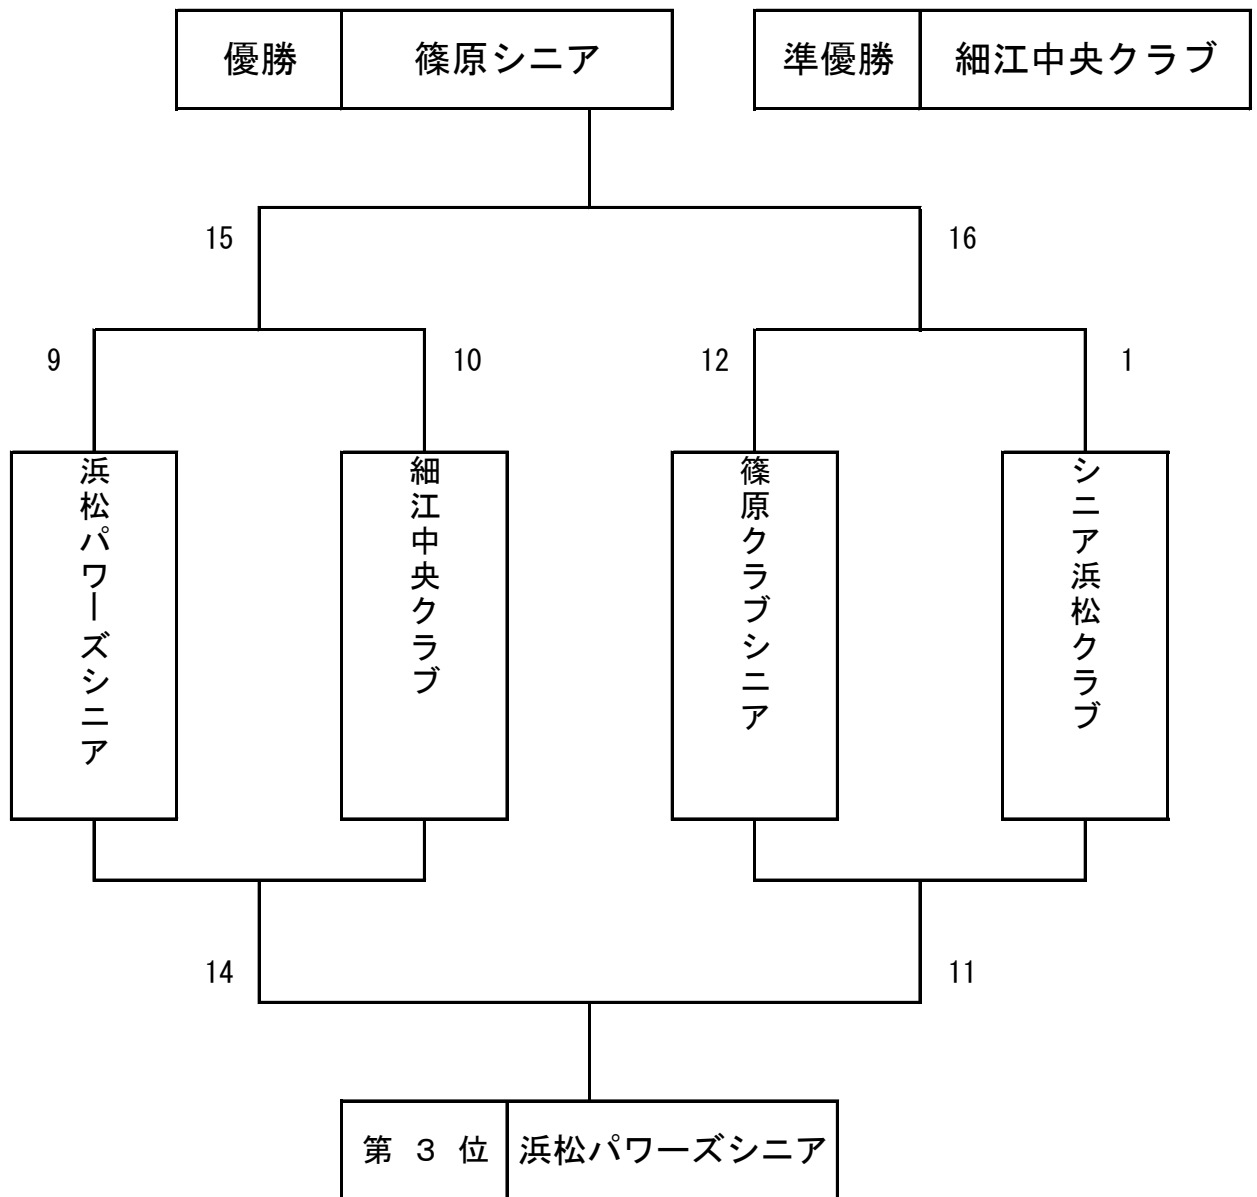 優勝 篠原シニア 準優勝 細江中央クラブ
15 16
9 10 12 1
浜松パワーズシニア
細江中央クラブ
篠原クラブシニア
シニア浜松クラブ
14 11
第 3 位 浜松パワーズシニア